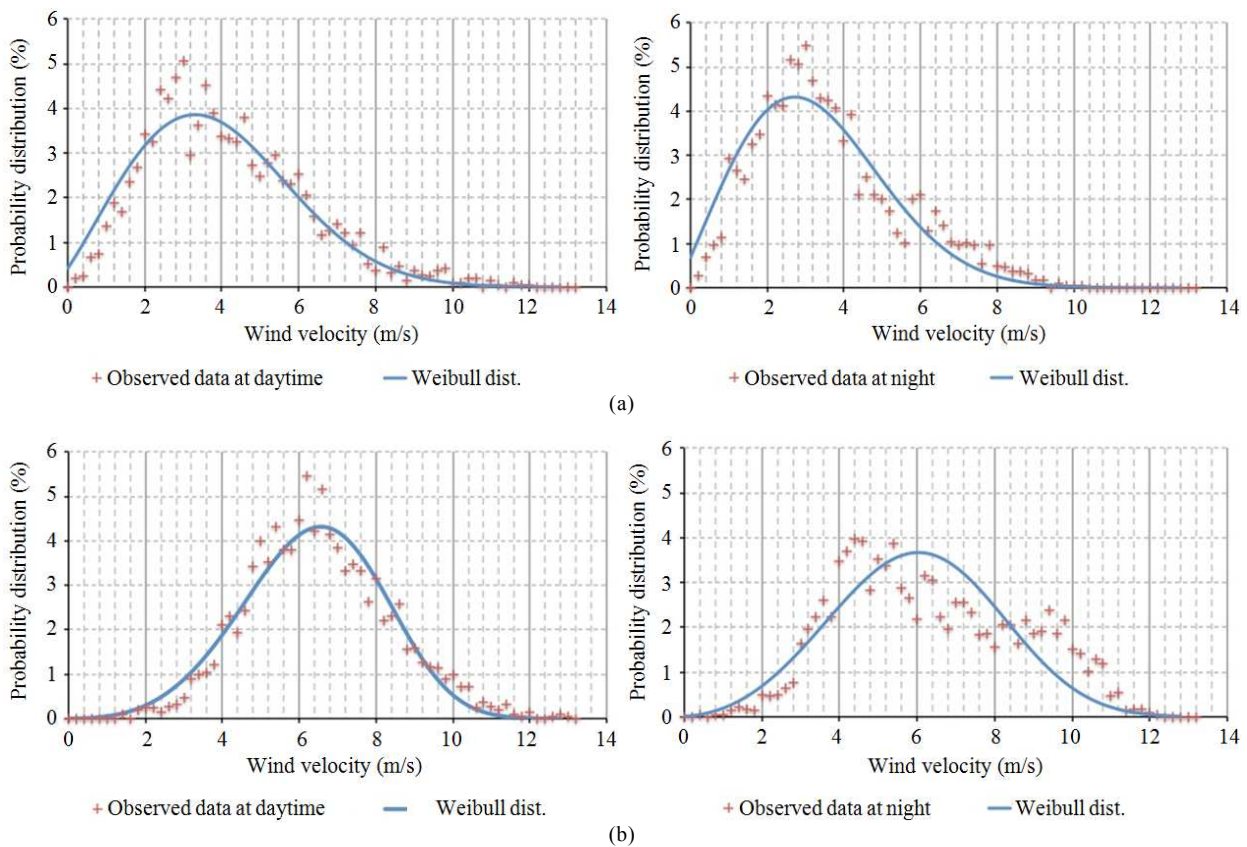 Probability distribution (%)
6
5
4
3
2
1
0
0 2 4 6 8 10 12 14
Wind velocity (m/s)
Observed data at daytime Weibull dist.
Probability distribution (%)
6
5
4
3
2
1
0
0 2 4 6 8 10 12 14
Wind velocity (m/s)
Observed data at night Weibull dist.
(a)
Probability distribution (%)
6
5
4
3
2
1
0
0 2 4 6 8 10 12 14
Wind velocity (m/s)
Observed data at daytime Weibull dist.
Probability distribution (%)
6
5
4
3
2
1
0
0 2 4 6 8 10 12 14
Wind velocity (m/s)
Observed data at night Weibull dist.
(b)